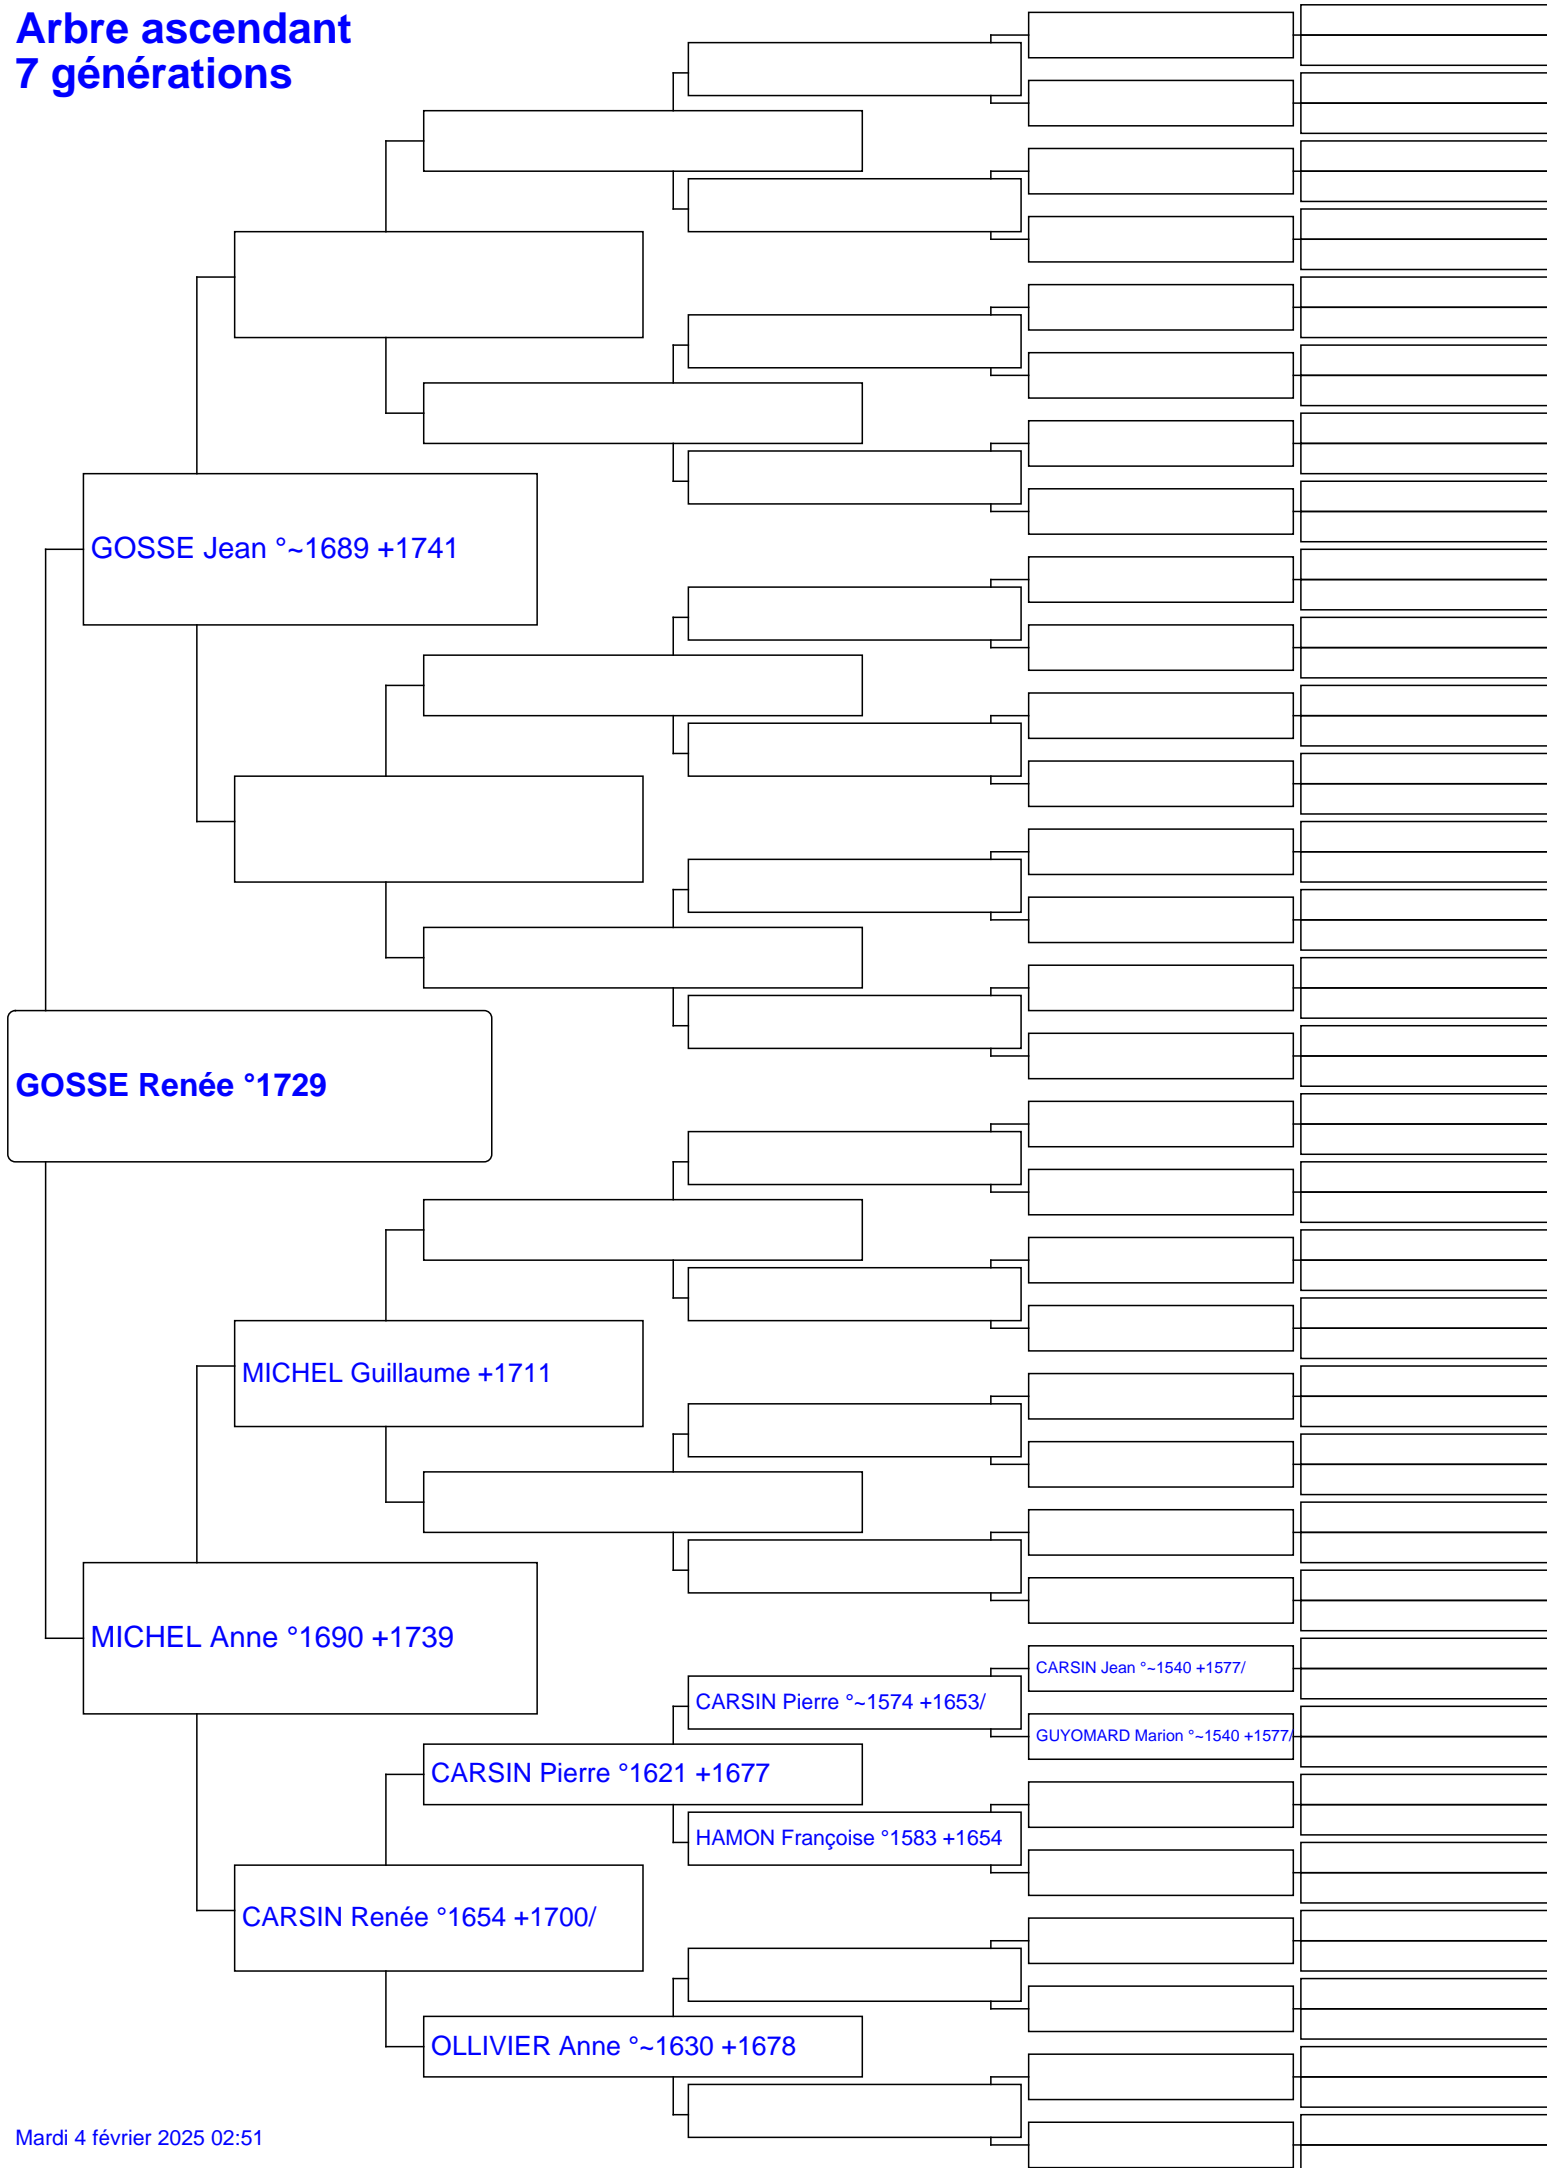 Arbre ascendant
7 générations
GOSSE Jean °~1689 +1741
GOSSE Renée °1729
MICHEL Guillaume +1711
MICHEL Anne °1690 +1739
CARSIN Jean °~1540 +1577/
CARSIN Pierre °~1574 +1653/
GUYOMARD Marion °~1540 +1577/
CARSIN Pierre °1621 +1677
HAMON Françoise °1583 +1654
CARSIN Renée °1654 +1700/
OLLIVIER Anne °~1630 +1678
Mardi 4 février 2025 02:51